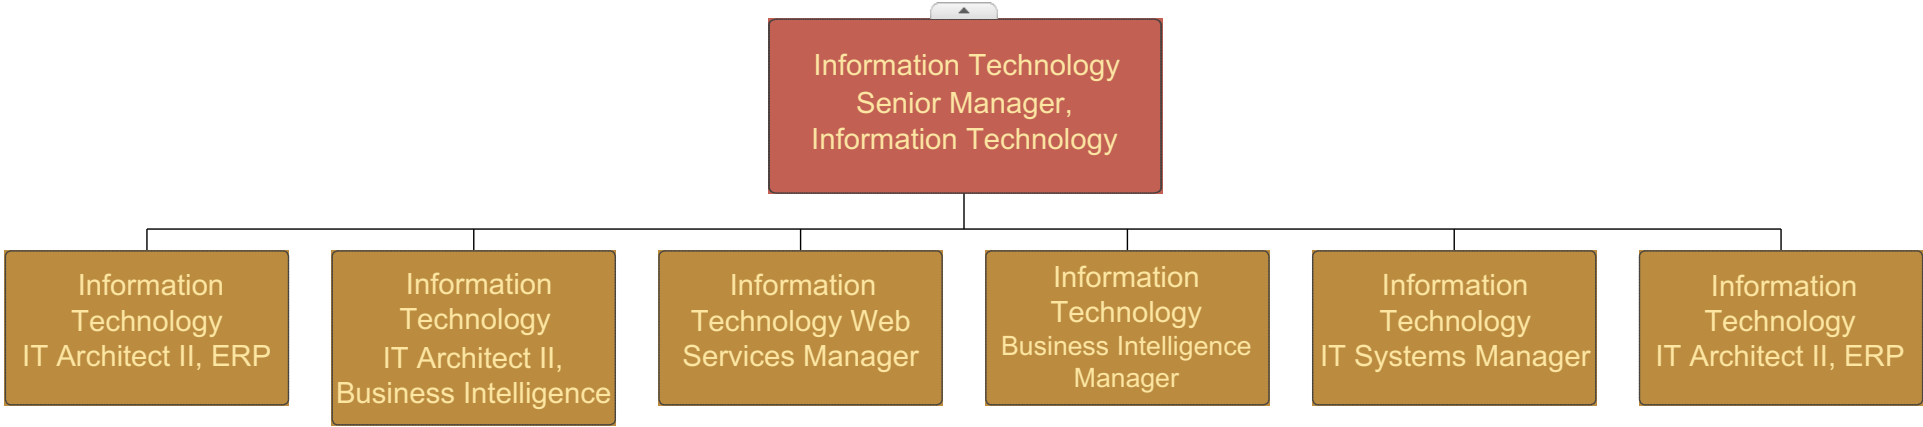 Information Technology
Senior Manager,
Information Technology
Information
Technology
IT Architect II, ERP
Information
Technology
IT Architect II,
Business Intelligence
Information
Technology Web
Services Manager
Information
Technology
Business Intelligence
Manager
Information
Technology
IT Systems Manager
Information
Technology
IT Architect II, ERP